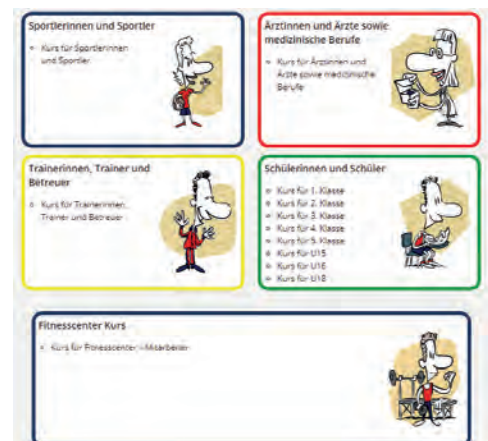 Sportlerinnen und Sportler
Kurs für Sportlerinnen
und Sportler
Ärztinnen und Ärzte sowie
medizinische Berufe
Kurs für Ärztinnen und
Ärzte sowie medizinische
Berufe
Trainerinnen, Trainer und
Betreuer
Kurs für Trainerinnen,
Trainer und Betreuer
Schülerinnen und Schüler
Kurs für 1. Klasse
Kurs für 2. Klasse
Kurs für 3. Klasse
Kurs für 4. Klasse
Kurs für 5. Klasse
Kurs für U15
Kurs für U16
Kurs für U18
Fitnesscenter Kurs
Kurs für Fitnesscenter - Mitarbeiter